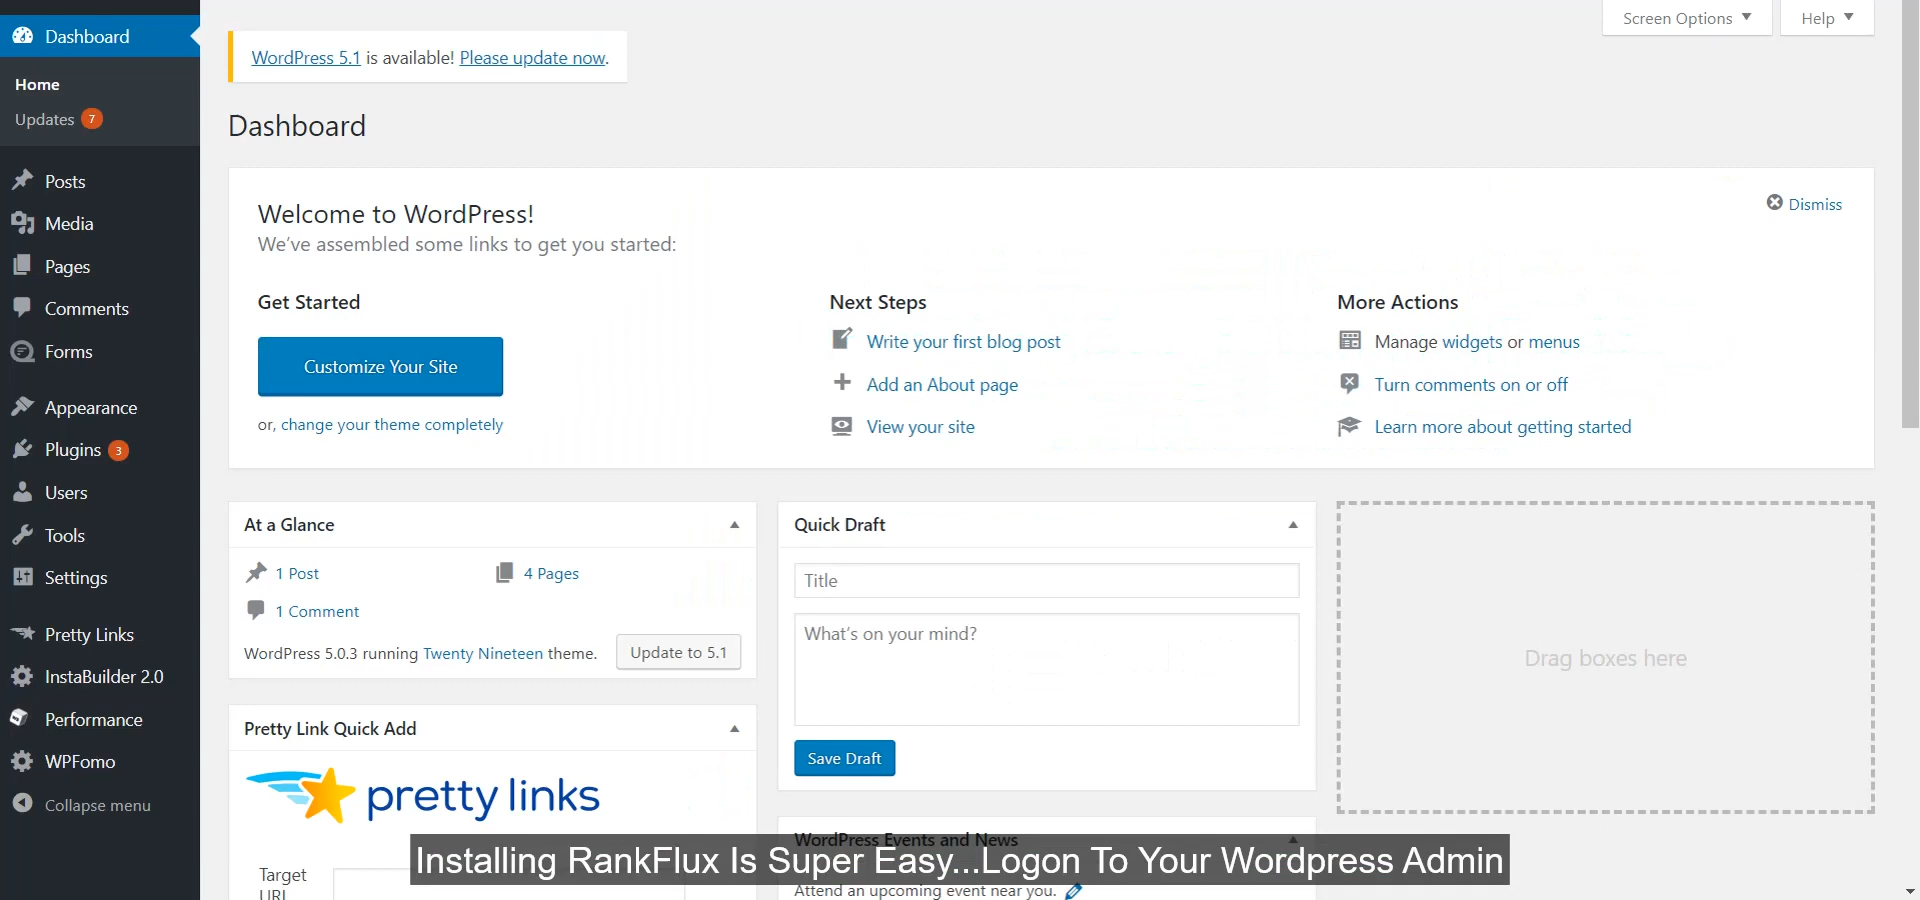 Dashboard
Home
Updates 7
Posts
Media
Pages
Comments
Forms
Appearance
Plugins 3
Users
Tools
Settings
Pretty Links
InstaBuilder 2.0
Performance
WPFomo
Collapse menu
Screen Options
Help
WordPress 5.1 is available! Please update now.
Dashboard
Welcome to WordPress!
We've assembled some links to get you started:
Dismiss
Get Started
Customize Your Site
or, change your theme completely
Next Steps
Write your first blog post
Add an About page
View your site
More Actions
Manage widgets or menus
Turn comments on or off
Learn more about getting started
At a Glance
1 Post
4 Pages
1 Comment
WordPress 5.0.3 running Twenty Nineteen theme.
Update to 5.1
Pretty Link Quick Add
pretty links
Target
URL
Quick Draft
Title
What's on your mind?
Save Draft
WordPress Events and News
Attend an upcoming event near you.
Drag boxes here
Installing RankFlux Is Super Easy...Logon To Your Wordpress Admin